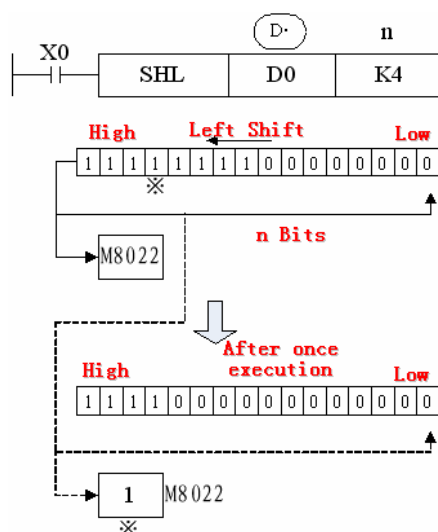 D· n
X0
SHL D0 K4
High Left Shift Low
1 1 1 1 1 1 1 1 0 0 0 0 0 0 0 0
※
n Bits
M8022
After once
execution
High Low
1 1 1 1 0 0 0 0 0 0 0 0 0 0 0 0
1 M8022
※